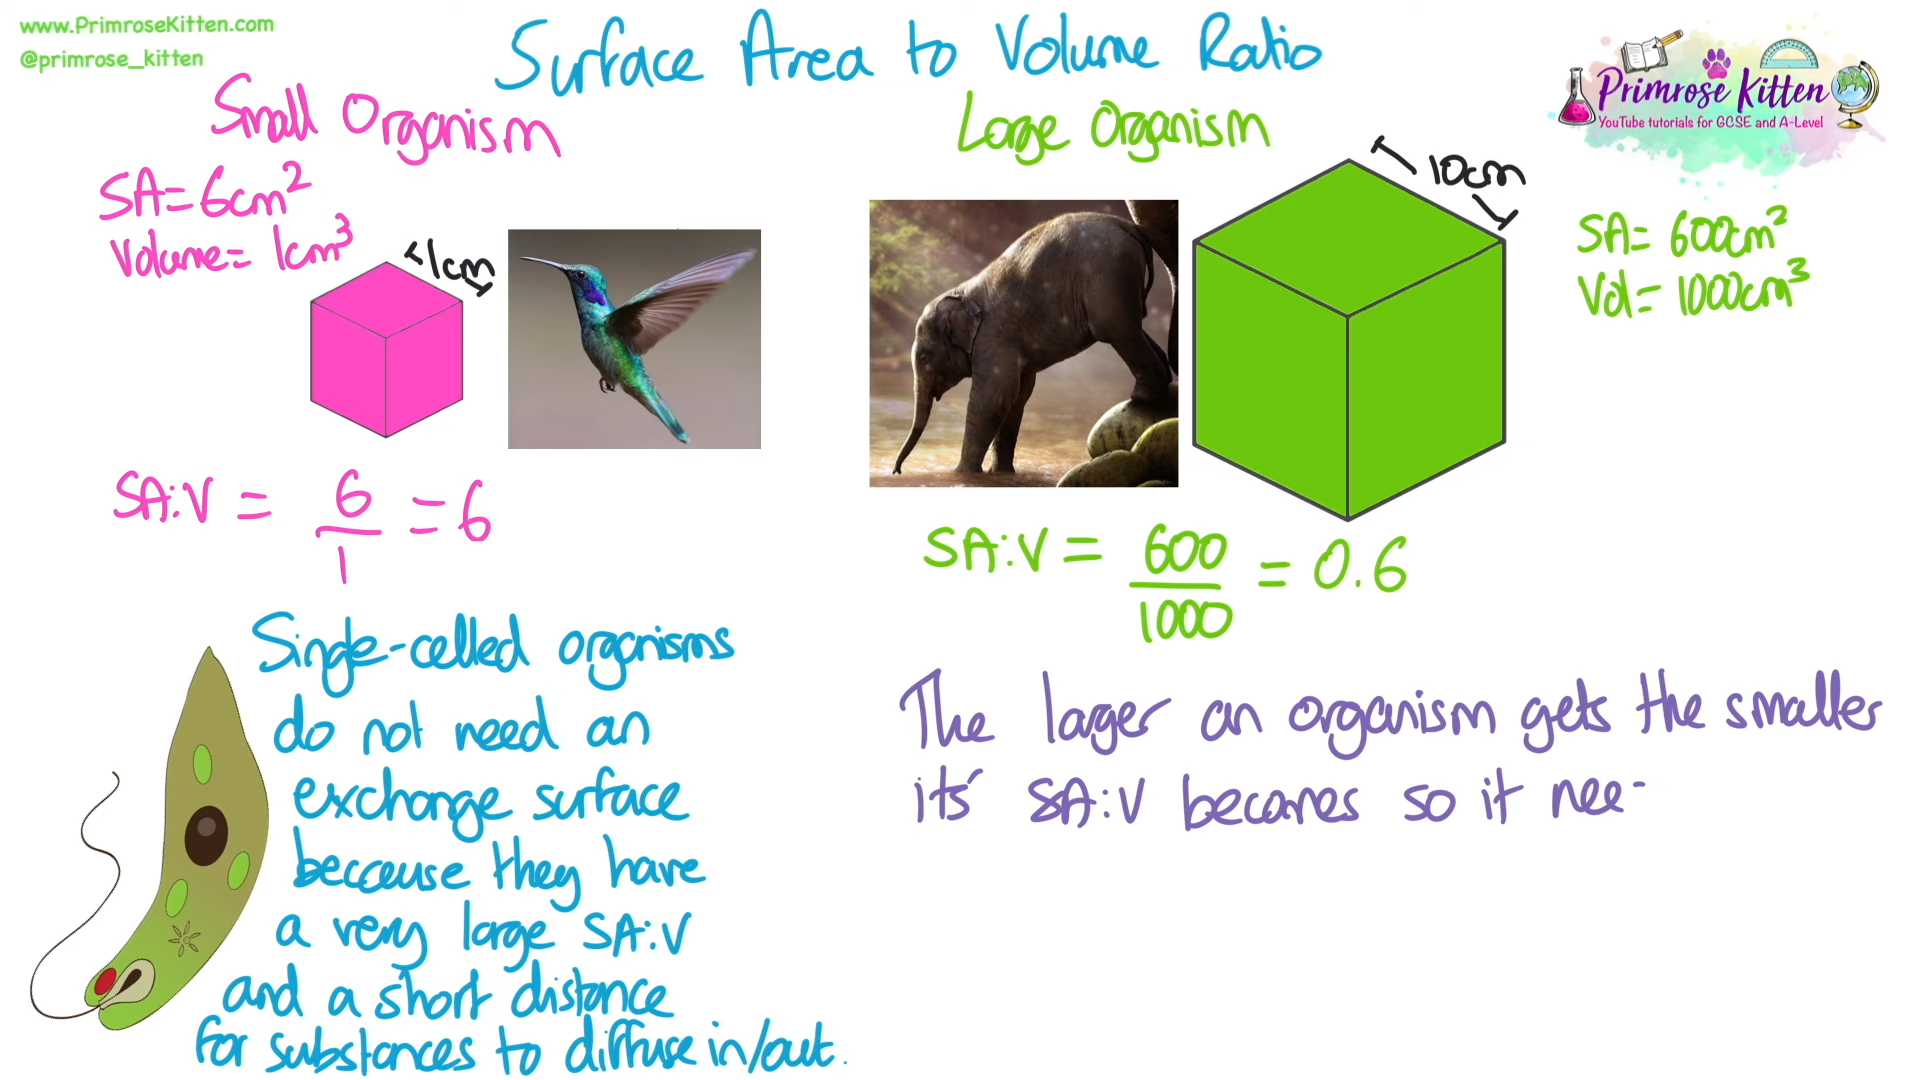 www.PrimroseKitten.com
@primrose_kitten
Surface Area to Volume Ratio
Primrose Kitten
YouTube tutorials for GCSE and A-Level
Small Organism
SA=6cm²
Volume= 1cm³
1cm
SA:V = 6/1 = 6
Large Organism
10cm
SA= 600cm²
Vol= 1000cm³
SA:V = 600/1000 = 0.6
Single-celled organisms
do not need an
exchange surface
beccause they have
a very large SA:V
and a short distance
for substances to diffuse in/out.
The larger an organism gets the smaller
its' SA:V becomes so it nee-